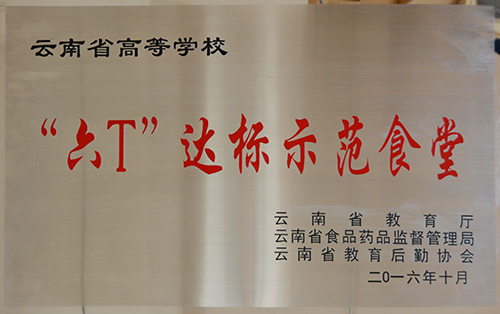 云南省高等学校
“六T”达标示范食堂
云南省教育厅
云南省食品药品监督管理局
云南省教育后勤协会
二0一六年十月